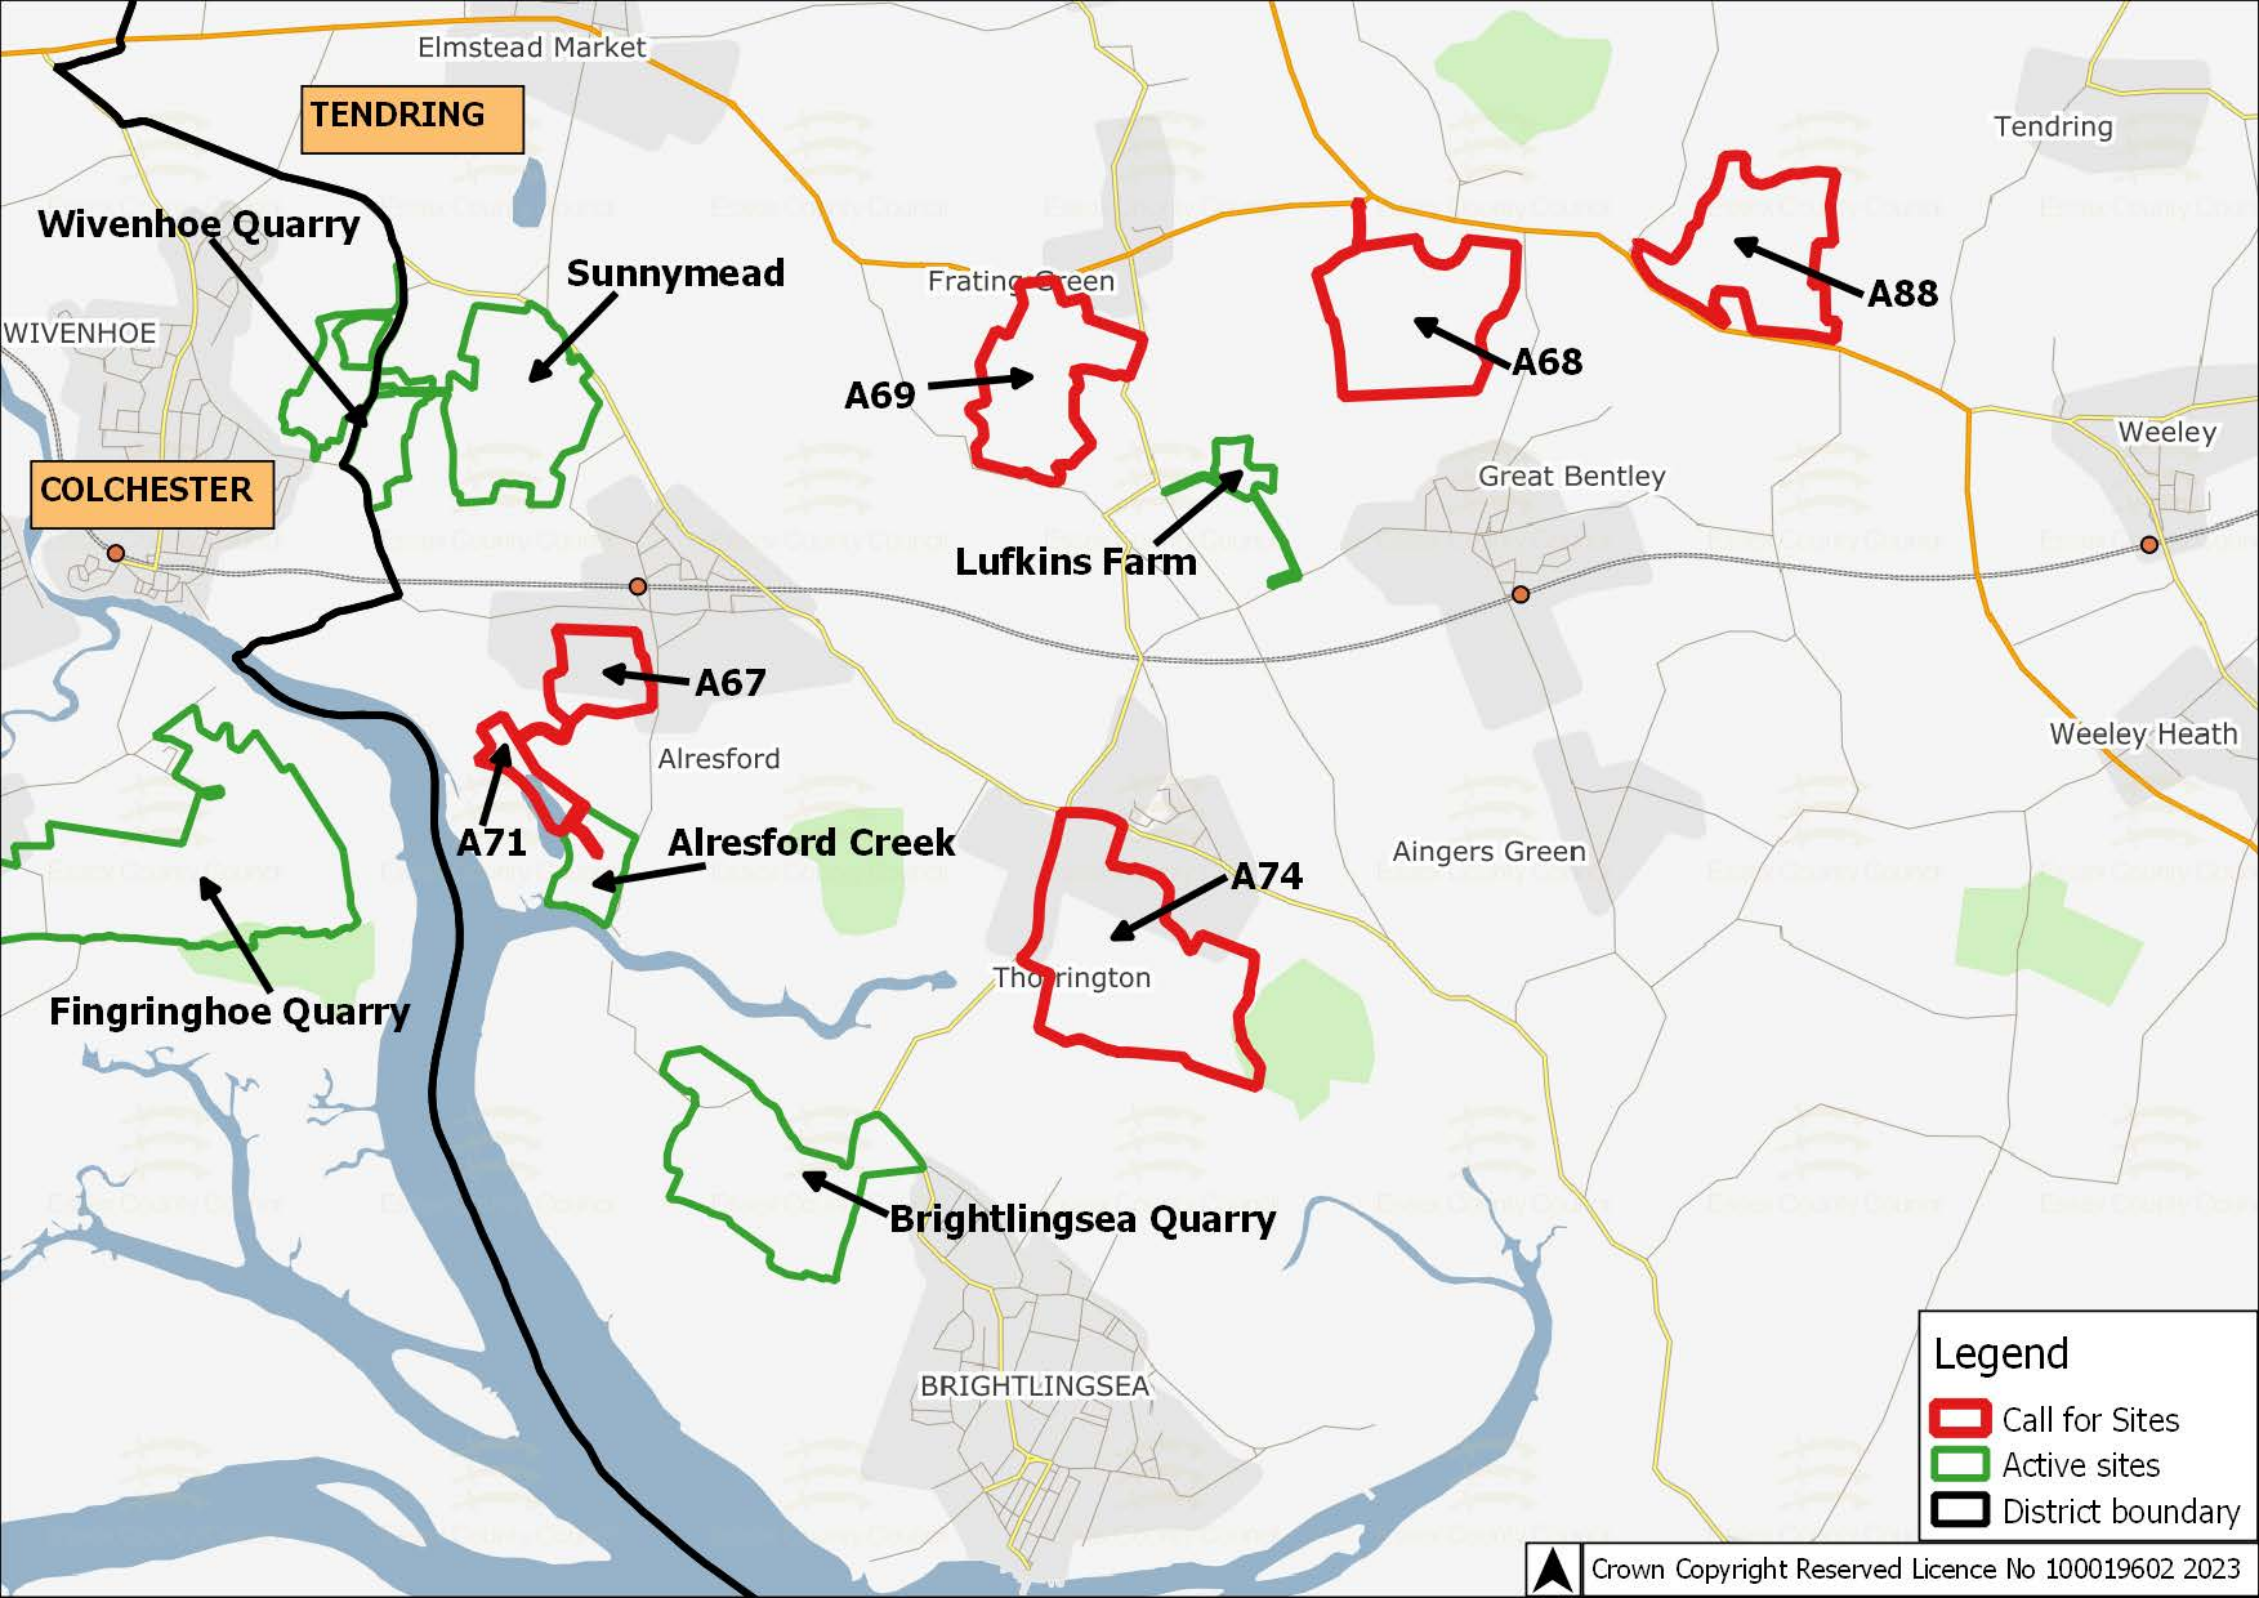 Elmstead Market
TENDRING
Tendring
Wivenhoe Quarry
Sunnymead
Frating Green
A88
WIVENHOE
A68
A69
Weeley
Great Bentley
COLCHESTER
Lufkins Farm
A67
Weeley Heath
Alresford
A71
Alresford Creek
Aingers Green
A74
Thorrington
Fingringhoe Quarry
Brightlingsea Quarry
BRIGHTLINGSEA
Legend
Call for Sites
Active sites
District boundary
Crown Copyright Reserved Licence No 100019602 2023